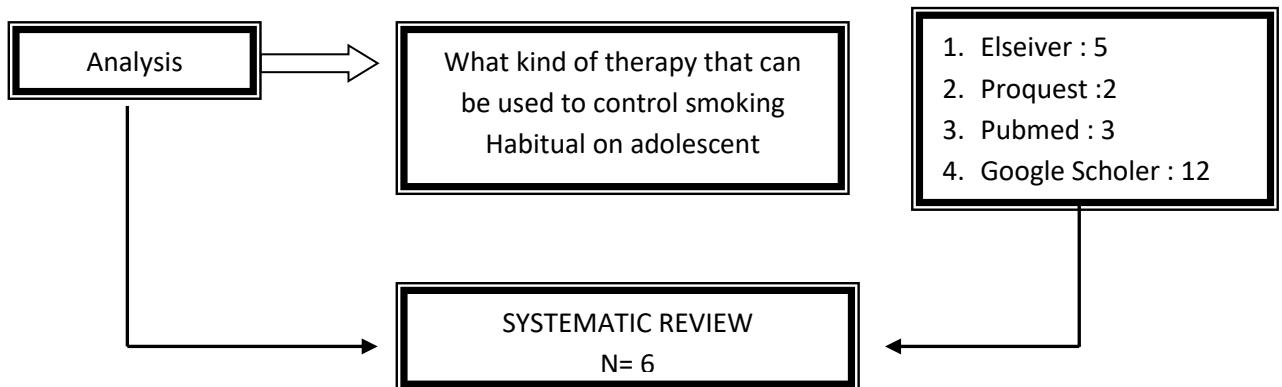 Analysis
What kind of therapy that can
be used to control smoking
Habitual on adolescent
1. Elseiver : 5
2. Proquest :2
3. Pubmed : 3
4. Google Scholer : 12
SYSTEMATIC REVIEW
N= 6